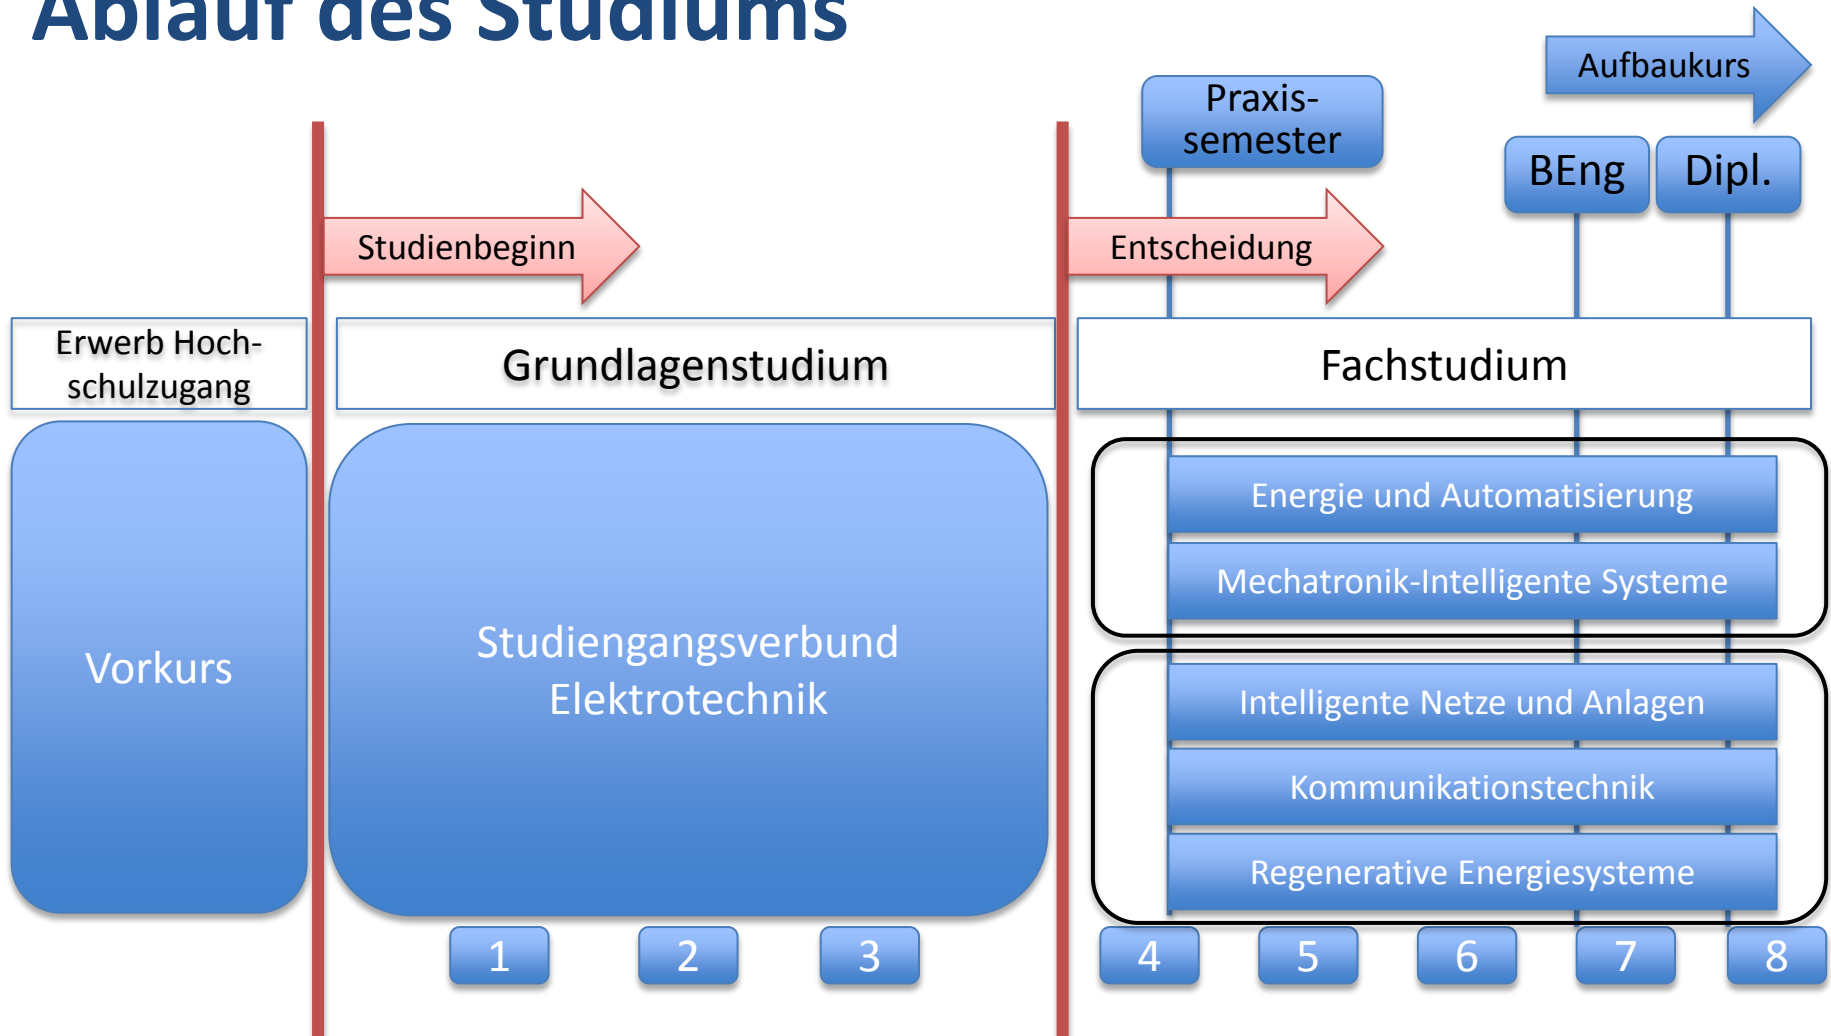 Ablauf des Studiums
Aufbaukurs
Praxis-
semester
BEng
Dipl.
Studienbeginn
Entscheidung
Erwerb Hoch-
schulzugang
Grundlagenstudium
Fachstudium
Vorkurs
Studiengangsverbund
Elektrotechnik
Energie und Automatisierung
Mechatronik-Intelligente Systeme
Intelligente Netze und Anlagen
Kommunikationstechnik
Regenerative Energiesysteme
1
2
3
4
5
6
7
8